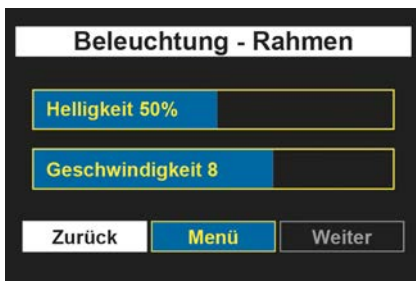 Beleuchtung - Rahmen
Helligkeit 50%
Geschwindigkeit 8
Zurück Menü Weiter